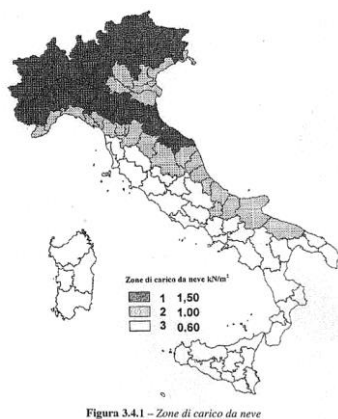 Zone di carico da neve kN/m²
1 1,50
2 1.00
3 0.60
Figura 3.4.1 – Zone di carico da neve